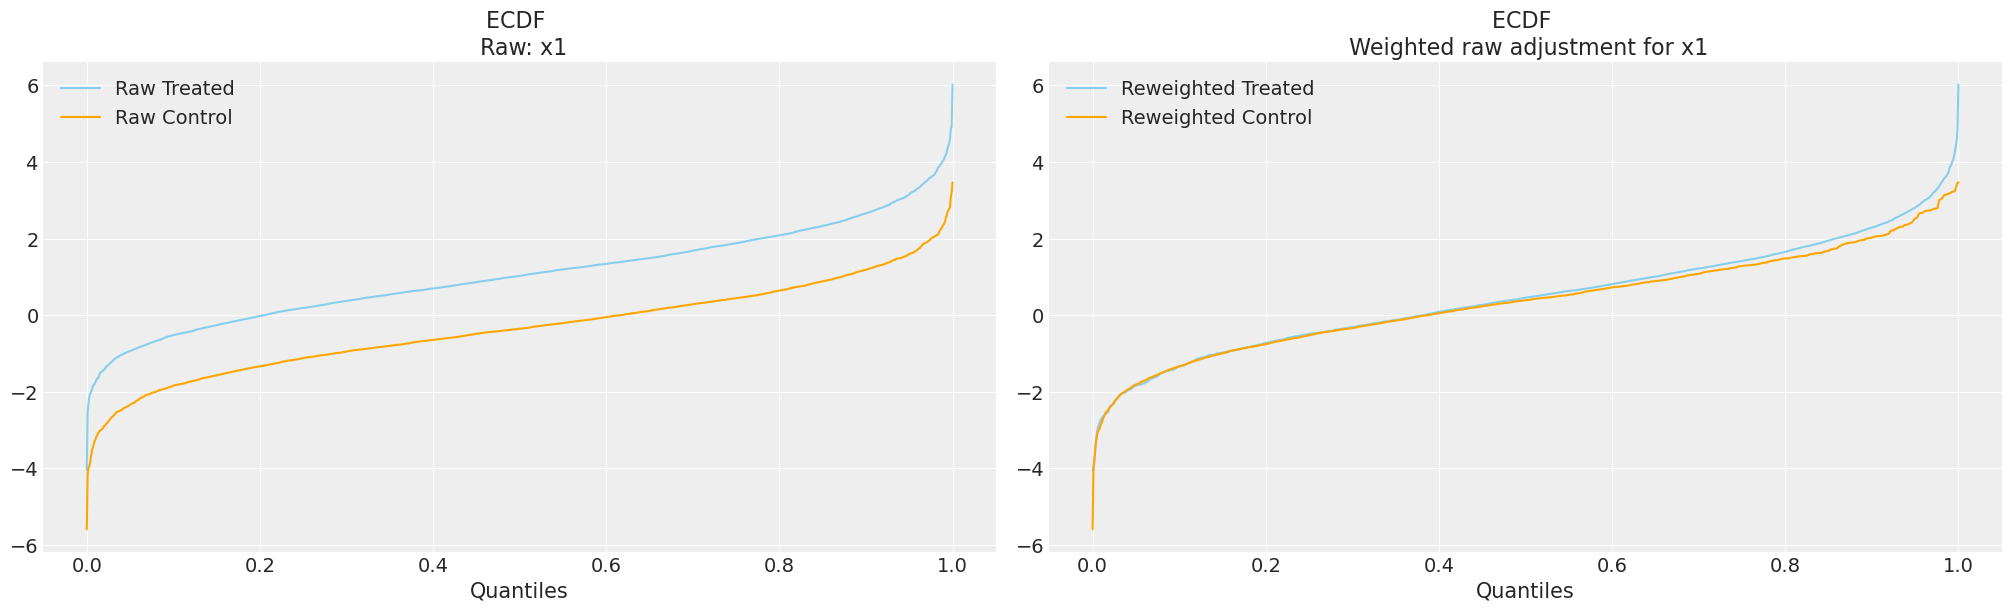 ECDF
Raw: x1
Raw Treated
Raw Control
6
4
2
0
−2
−4
−6
0.0 0.2 0.4 0.6 0.8 1.0
Quantiles
ECDF
Weighted raw adjustment for x1
Reweighted Treated
Reweighted Control
6
4
2
0
−2
−4
−6
0.0 0.2 0.4 0.6 0.8 1.0
Quantiles